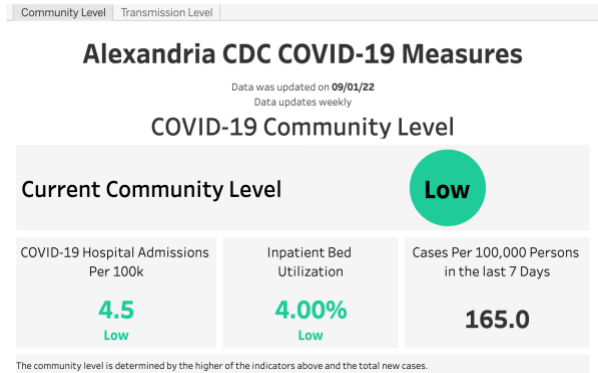 Community Level
Transmission Level
Alexandria CDC COVID-19 Measures
Data was updated on 09/01/22
Data updates weekly
COVID-19 Community Level
Current Community Level
Low
COVID-19 Hospital Admissions
Per 100k
4.5
Low
Inpatient Bed
Utilization
4.00%
Low
Cases Per 100,000 Persons
in the last 7 Days
165.0
The community level is determined by the higher of the indicators above and the total new cases.